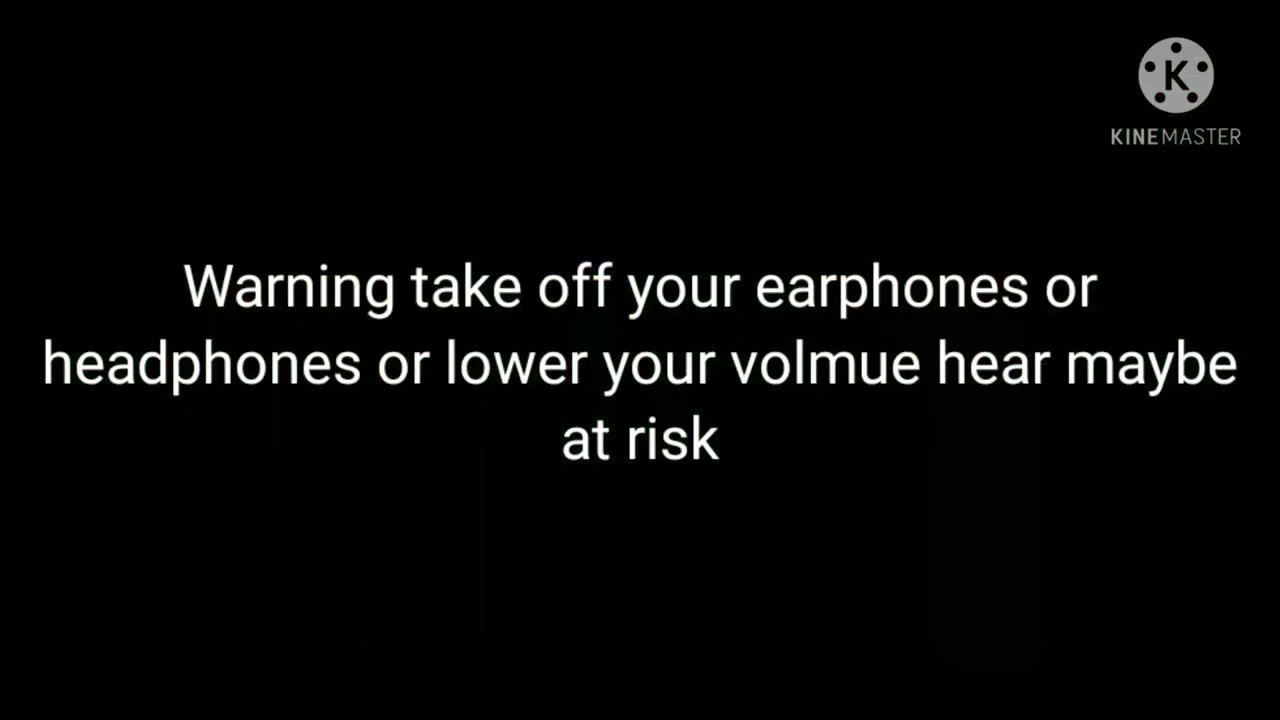 K
KINEMASTER
Warning take off your earphones or
headphones or lower your volmue hear maybe
at risk